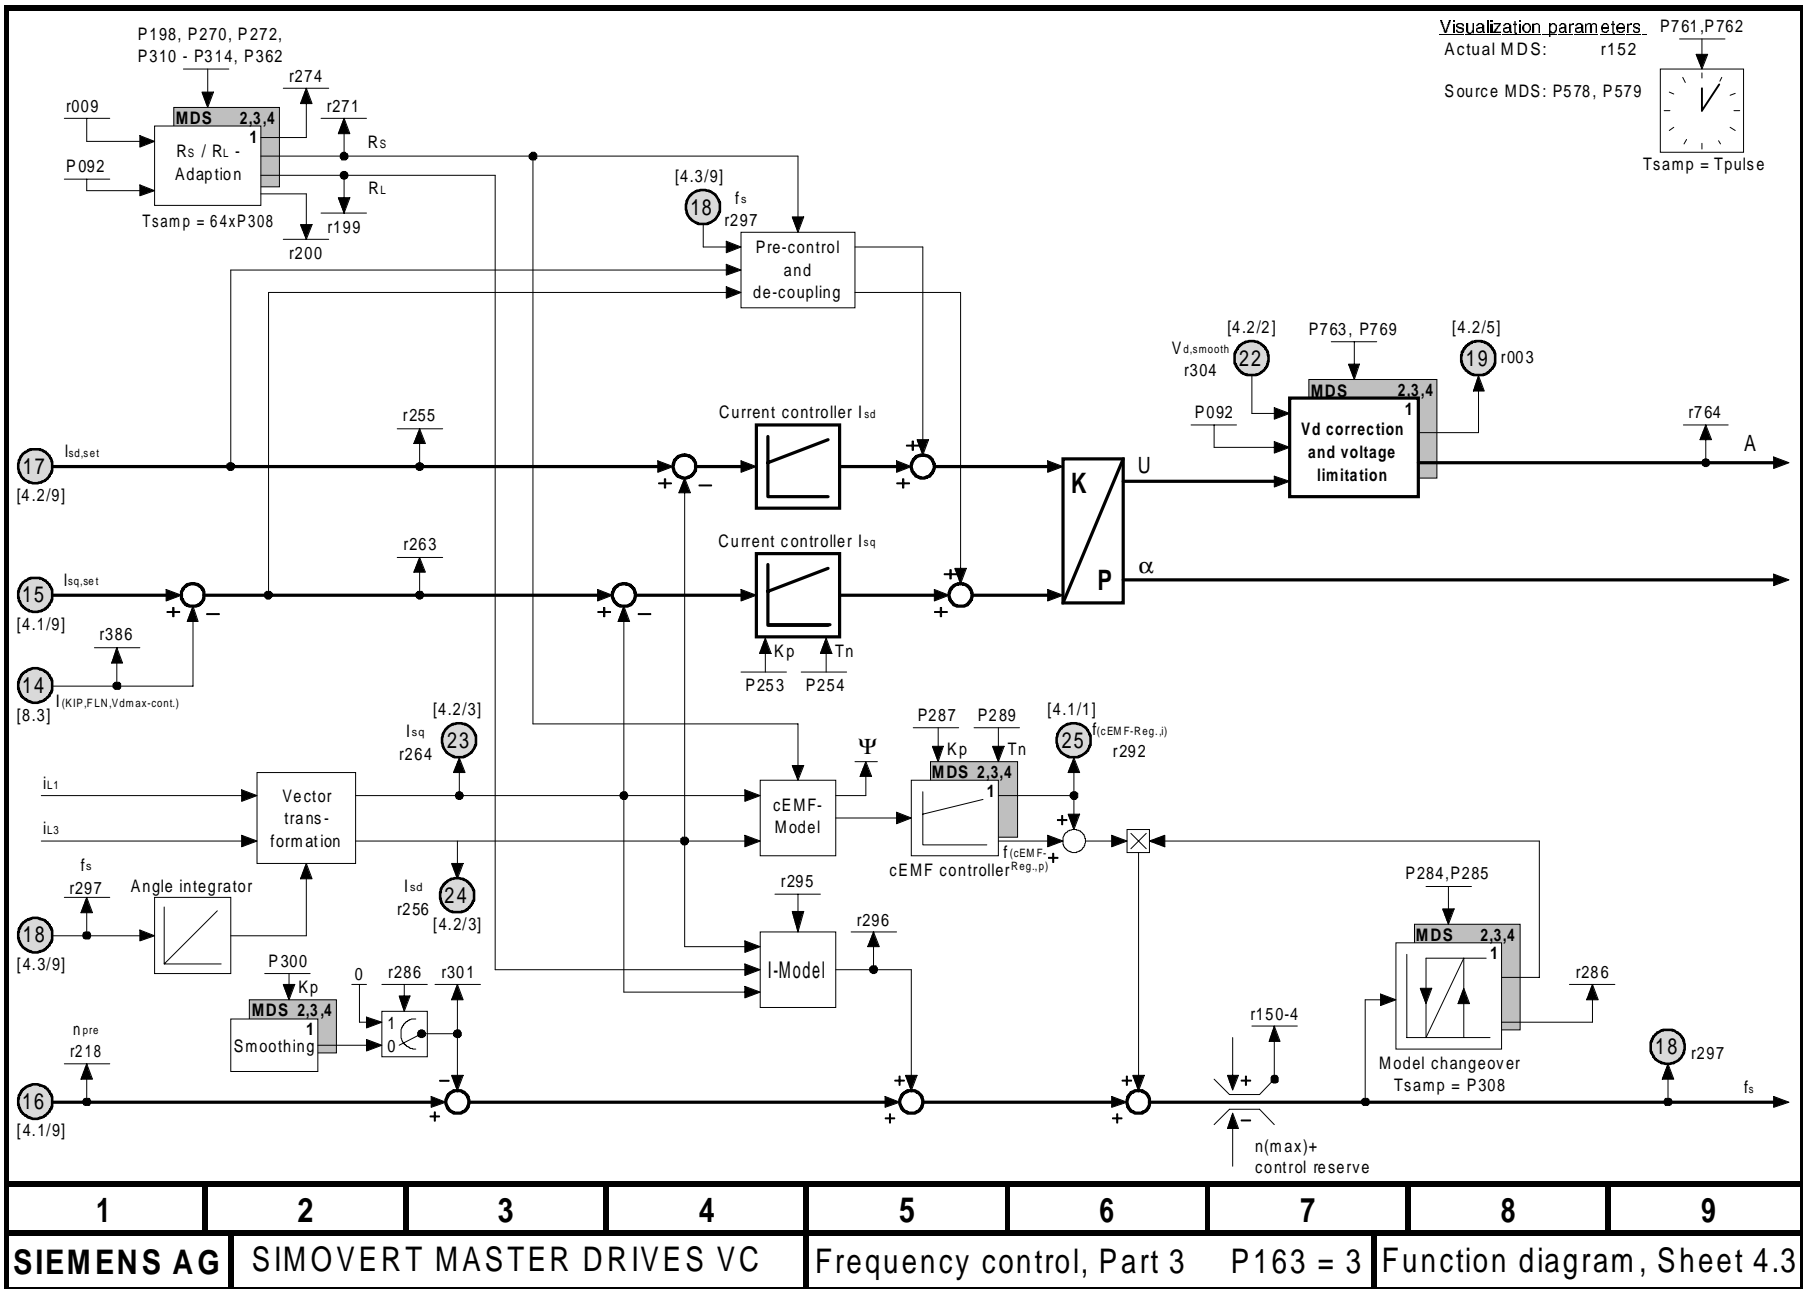 P198, P270, P272,
P310 - P314, P362
r274
r009
r271
MDS 2,3,4
1
RS / RL -
Adaption
RS
P092
RL
Tsamp = 64xP308
r199
r200
Visualization parameters
Actual MDS: r152
Source MDS: P578, P579
P761,P762
Tsamp = Tpulse
[4.3/9]
18
fs
r297
Pre-control
and
de-coupling
[4.2/2]
Vd,smooth
22
r304
P763, P769
[4.2/5]
19
r003
MDS 2,3,4
1
P092
Vd correction
and voltage
limitation
r764
A
r255
Current controller Isd
17
Isd,set
[4.2/9]
+
–
+
+
K
P
U
α
r263
Current controller Isq
15
Isq,set
[4.1/9]
+
–
+
–
+
+
r386
Kp
Tn
P253
P254
14
I(KIP,FLN,Vdmax-cont.)
[8.3]
[4.2/3]
Isq
23
r264
Ψ
P287
P289
Kp
Tn
MDS 2,3,4
1
[4.1/1]
25
f(cEMF-Reg.,i)
r292
iL1
Vector
trans-
formation
iL3
cEMF-
Model
+
+
f(cEMF-
Reg.,p)
cEMF controller
fs
r297
Angle integrator
Isd
24
r256
[4.2/3]
r295
r296
I-Model
18
[4.3/9]
P284,P285
MDS 2,3,4
1
r286
Model changeover
Tsamp = P308
P300
Kp
MDS 2,3,4
1
Smoothing
0
r286
r301
1
0
npre
r218
16
[4.1/9]
–
+
+
+
+
+
r150-4
+
–
n(max)+
control reserve
18
r297
fs
1 2 3 4 5 6 7 8 9
SIEMENS AG SIMOVERT MASTER DRIVES VC Frequency control, Part 3 P163 = 3 Function diagram, Sheet 4.3